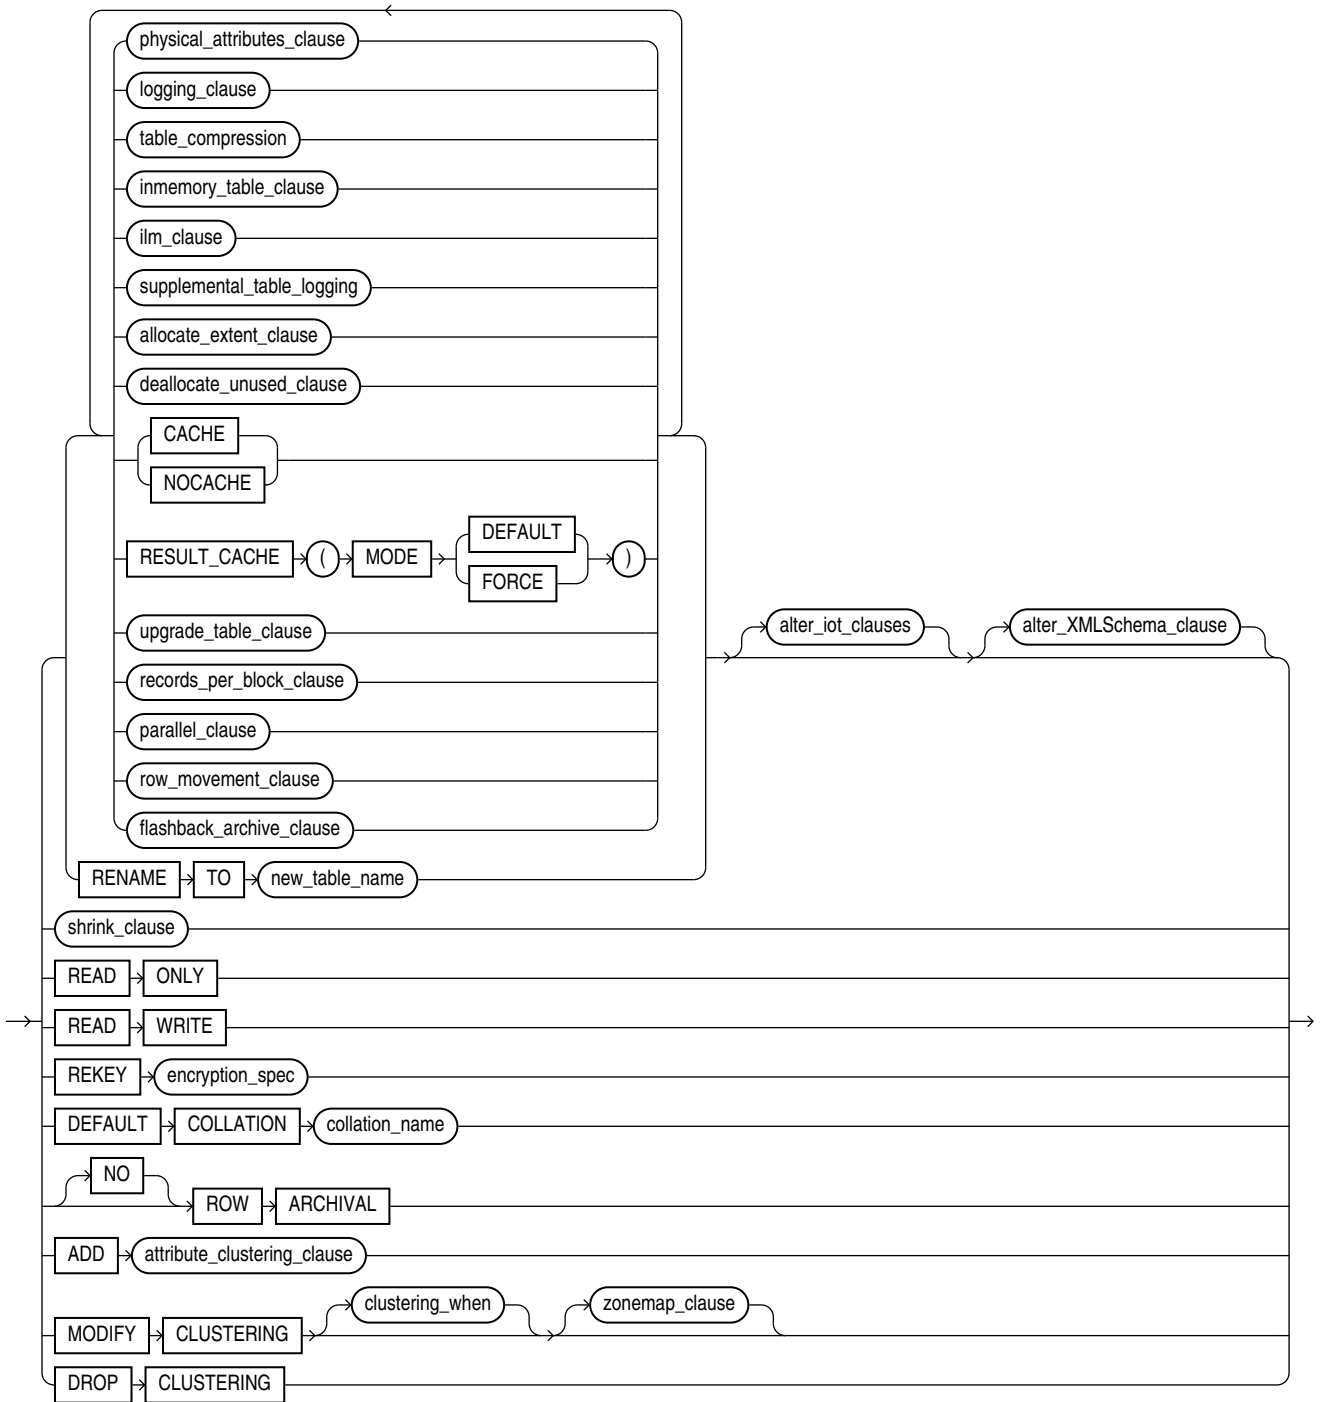 physical_attributes_clause
logging_clause
table_compression
inmemory_table_clause
ilm_clause
supplemental_table_logging
allocate_extent_clause
deallocate_unused_clause
CACHE
NOCACHE
RESULT_CACHE ( MODE DEFAULT FORCE )
upgrade_table_clause
records_per_block_clause
parallel_clause
row_movement_clause
flashback_archive_clause
RENAME TO new_table_name
alter_iot_clauses alter_XMLSchema_clause
shrink_clause
READ ONLY
READ WRITE
REKEY encryption_spec
DEFAULT COLLATION collation_name
NO ROW ARCHIVAL
ADD attribute_clustering_clause
MODIFY CLUSTERING clustering_when zonemap_clause
DROP CLUSTERING